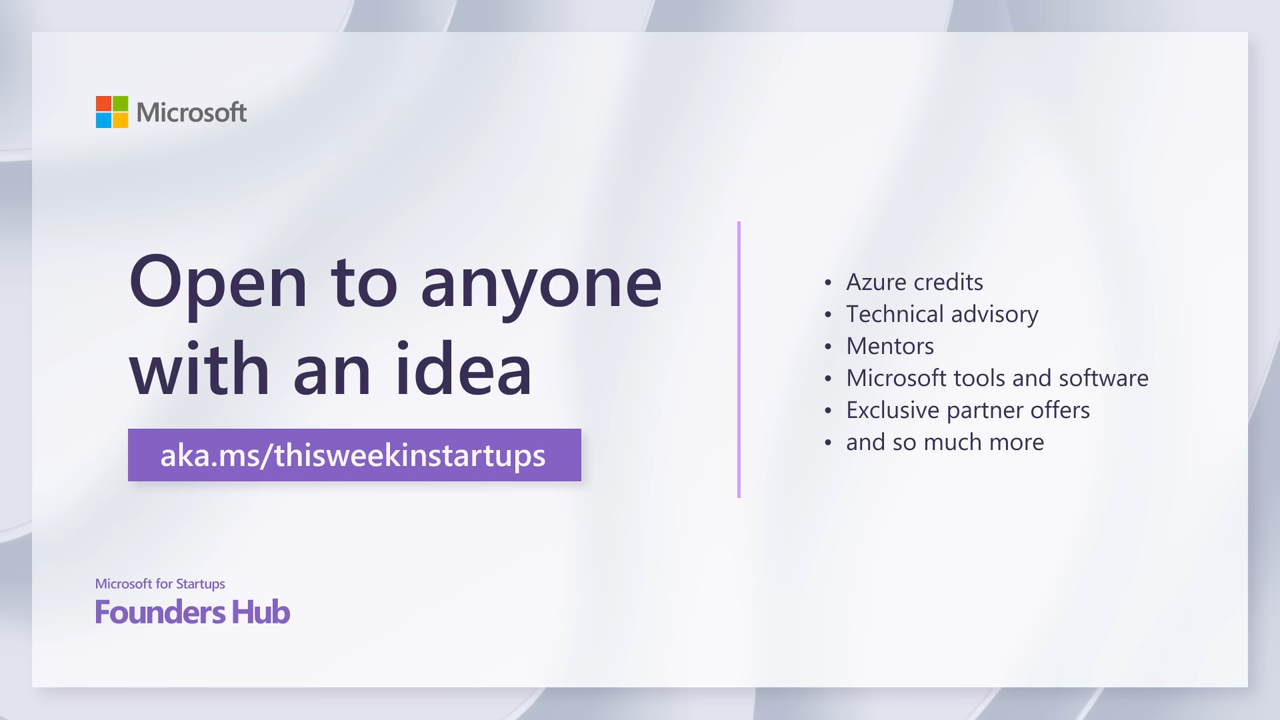 Microsoft
Open to anyone
with an idea
aka.ms/thisweekinstartups
Microsoft for Startups
Founders Hub
• Azure credits
• Technical advisory
• Mentors
• Microsoft tools and software
• Exclusive partner offers
• and so much more